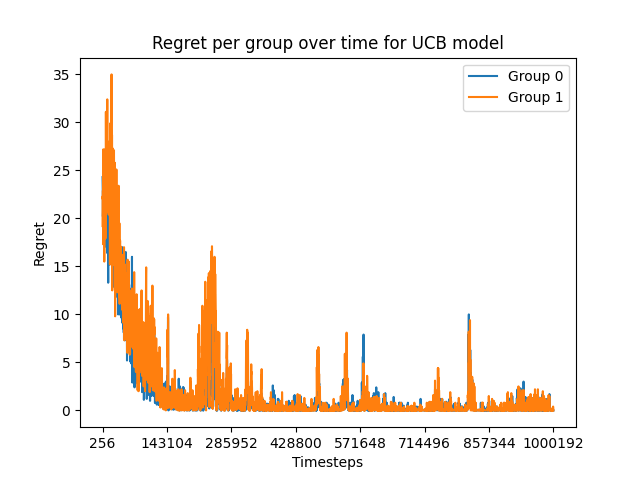 Regret per group over time for UCB model
Group 0
Group 1
Regret
35
30
25
20
15
10
5
0
256 143104 285952 428800 571648 714496 857344 1000192
Timesteps